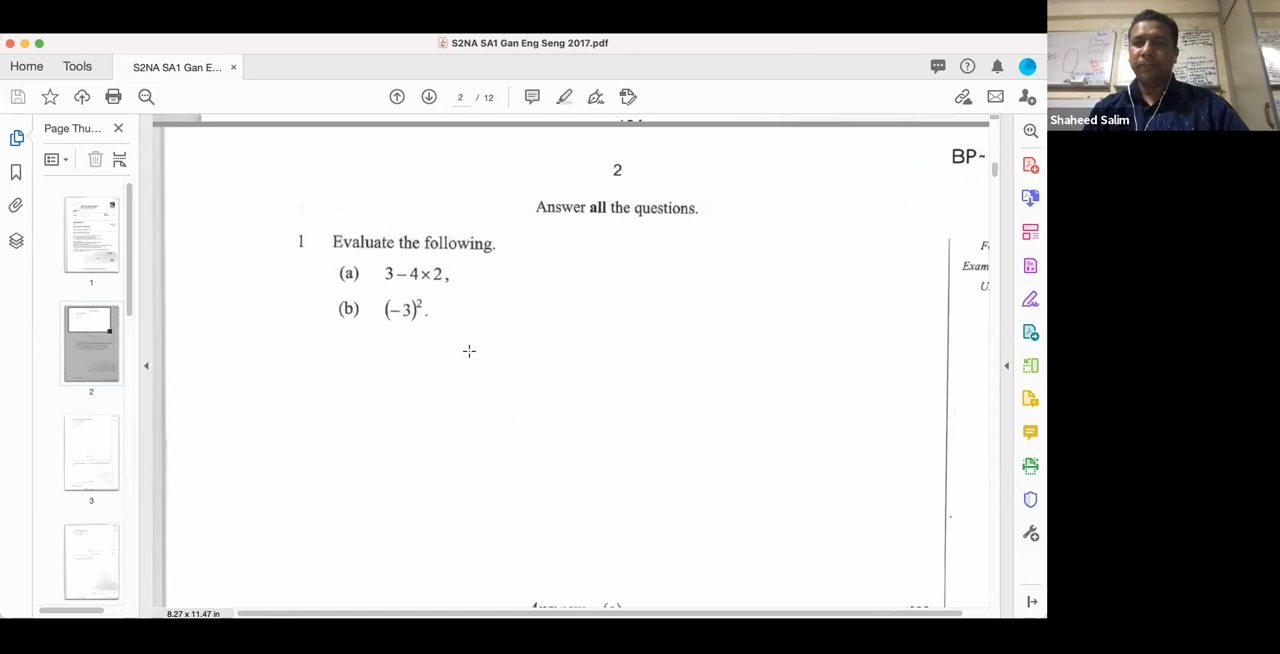 S2NA SA1 Gan Eng Seng 2017.pdf
Home Tools S2NA SA1 Gan Eng S... ×
2 / 12
Page Thu...
Shaheed Salim
BP-
2
Answer all the questions.
1 Evaluate the following.
(a) 3 – 4 × 2,
(b) (–3)².
Exam
1
2
3
8.27 x 11.47 in